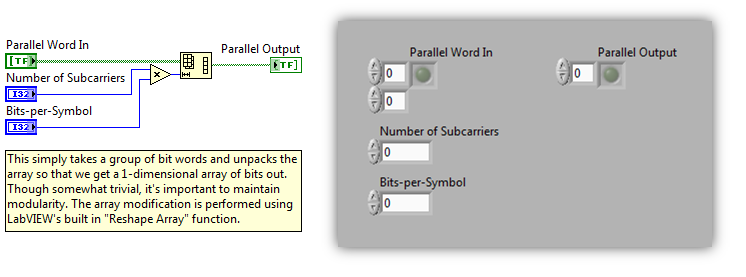 Parallel Word In
[TF]
Number of Subcarriers
I32
Bits-per-Symbol
I32
x
Parallel Output
TF]
This simply takes a group of bit words and unpacks the
array so that we get a 1-dimensional array of bits out.
Though somewhat trivial, it's important to maintain
modularity. The array modification is performed using
LabVIEW's built in "Reshape Array" function.
Parallel Word In
0
0
Number of Subcarriers
0
Bits-per-Symbol
0
Parallel Output
0